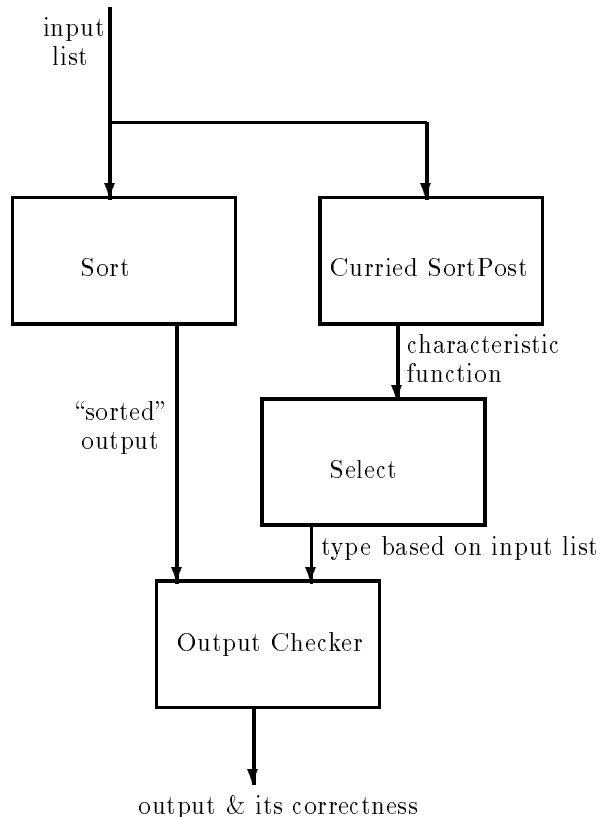 input
list
Sort
Curried SortPost
characteristic
function
“sorted”
output
Select
type based on input list
Output Checker
output & its correctness